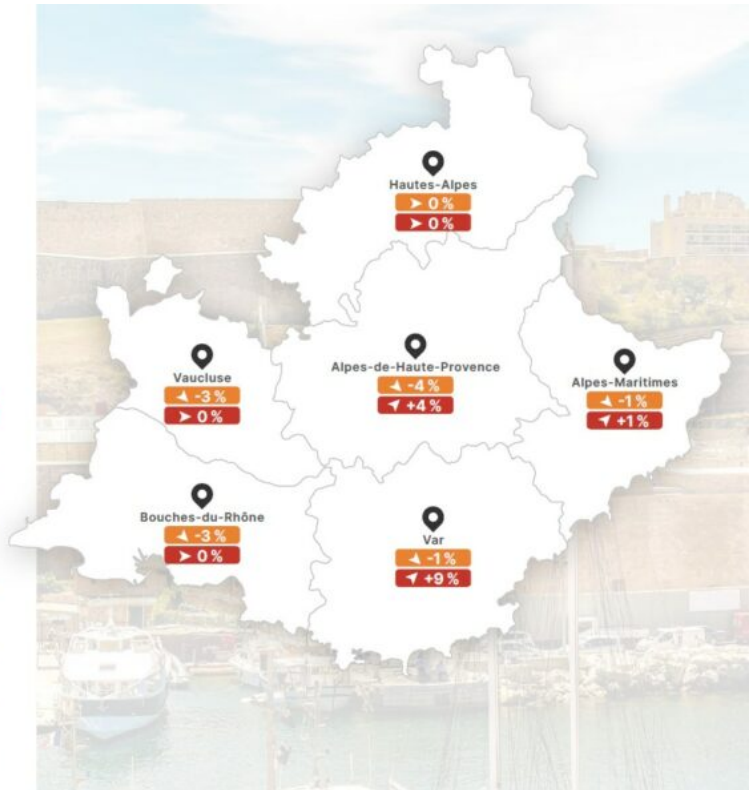 Hautes-Alpes
0 %
0 %
Alpes-de-Haute-Provence
-4 %
+4 %
Vaucluse
-3 %
0 %
Alpes-Maritimes
-1 %
+1 %
Bouches-du-Rhône
-3 %
0 %
Var
-1 %
+9 %